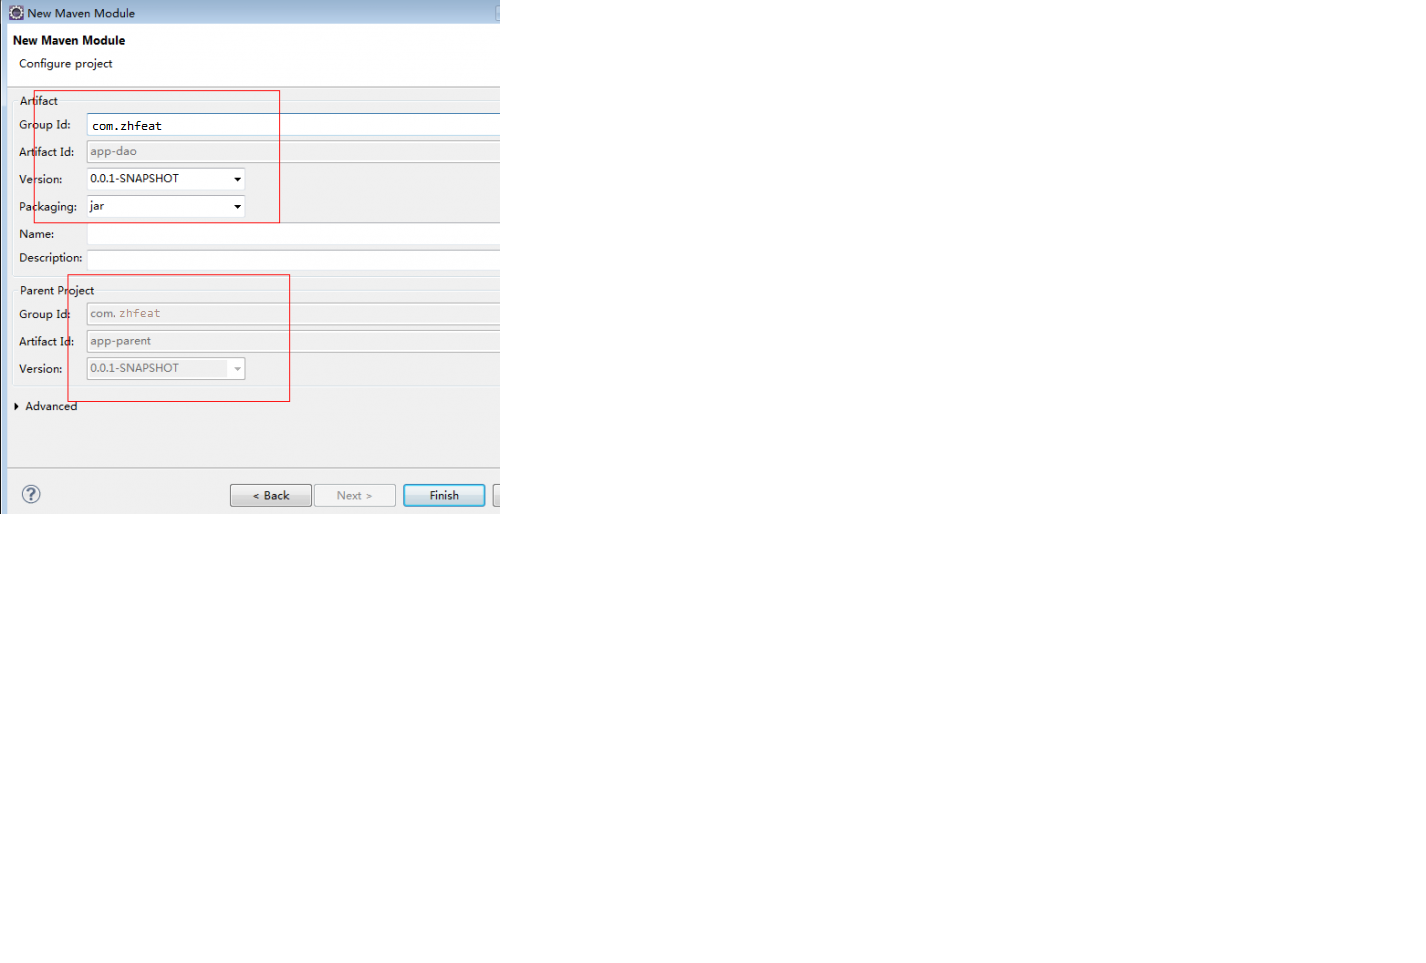 New Maven Module
New Maven Module
Configure project
Artifact
Group Id: com.zhfeat
Artifact Id: app-dao
Version: 0.0.1-SNAPSHOT
Packaging: jar
Name:
Description:
Parent Project
Group Id: com. zhfeat
Artifact Id: app-parent
Version: 0.0.1-SNAPSHOT
Advanced
? < Back Next > Finish